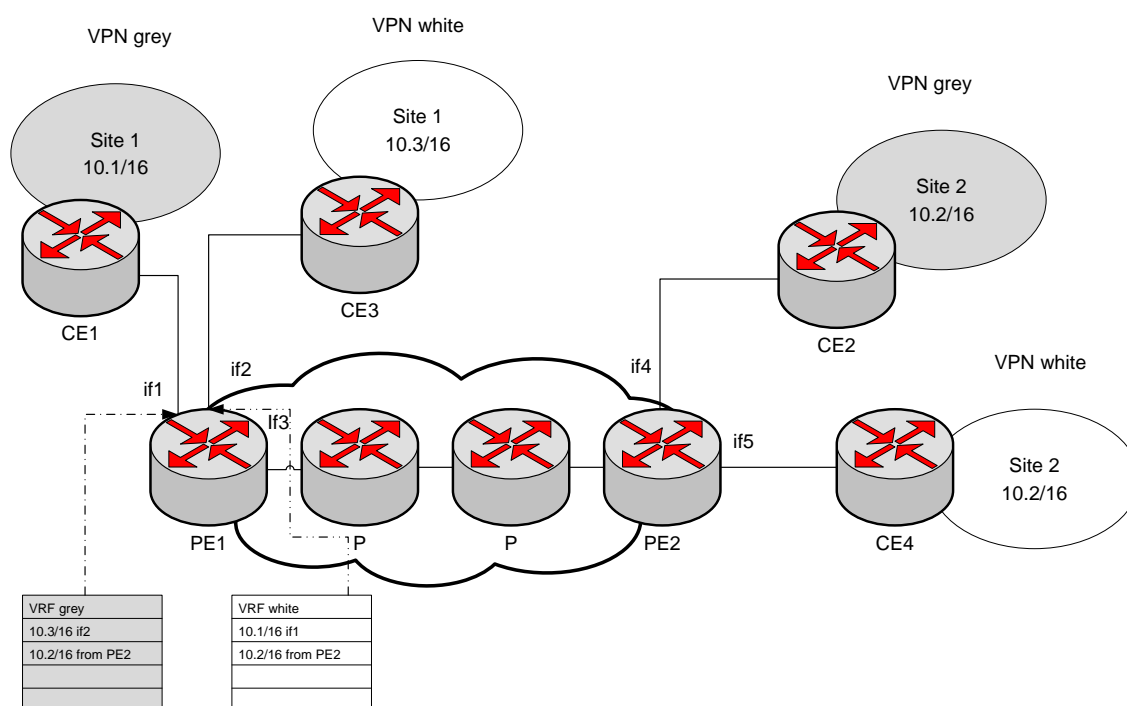 VPN grey
VPN white
VPN grey
Site 1
10.1/16
Site 1
10.3/16
Site 2
10.2/16
CE1
CE3
CE2
VPN white
if1
if2
If3
if4
if5
Site 2
10.2/16
PE1
P
P
PE2
CE4
VRF grey
10.3/16 if2
10.2/16 from PE2
VRF white
10.1/16 if1
10.2/16 from PE2